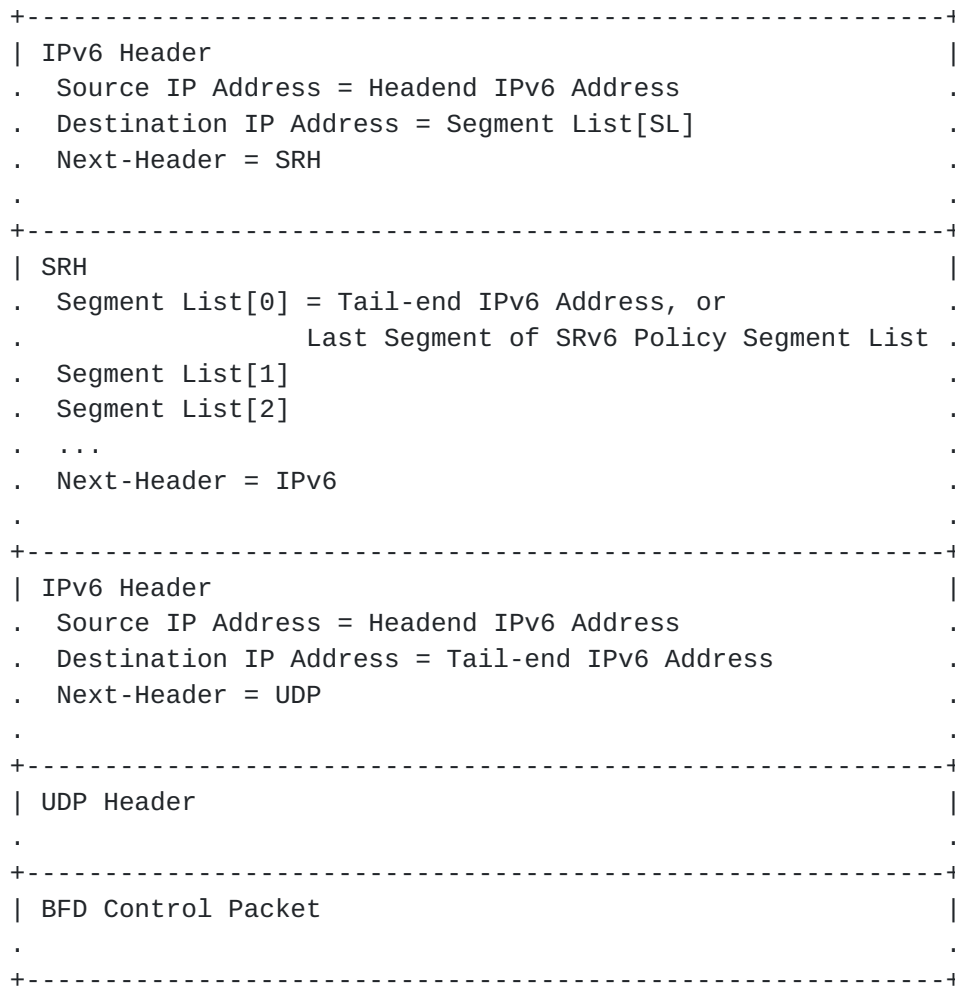 +-------------------------------------------------------------+
| IPv6 Header                                                 |
.  Source IP Address = Headend IPv6 Address                   .
.  Destination IP Address = Segment List[SL]                  .
.  Next-Header = SRH                                          .
.                                                             .
+-------------------------------------------------------------+
| SRH                                                         |
.  Segment List[0] = Tail-end IPv6 Address, or                .
.                    Last Segment of SRv6 Policy Segment List .
.  Segment List[1]                                            .
.  Segment List[2]                                            .
.  ...                                                        .
.  Next-Header = IPv6                                         .
.                                                             .
+-------------------------------------------------------------+
| IPv6 Header                                                 |
.  Source IP Address = Headend IPv6 Address                   .
.  Destination IP Address = Tail-end IPv6 Address             .
.  Next-Header = UDP                                          .
.                                                             .
+-------------------------------------------------------------+
| UDP Header                                                  |
.                                                             .
+-------------------------------------------------------------+
| BFD Control Packet                                          |
.                                                             .
+-------------------------------------------------------------+